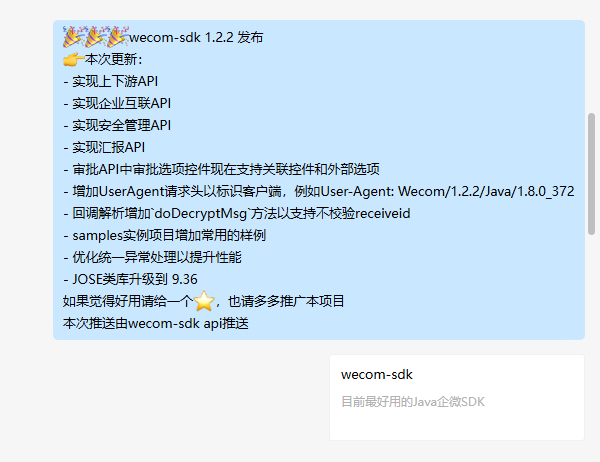 🎉🎉🎉wecom-sdk 1.2.2 发布
👉本次更新：
- 实现上下游API
- 实现企业互联API
- 实现安全管理API
- 实现汇报API
- 审批API中审批选项控件现在支持关联控件和外部选项
- 增加UserAgent请求头以标识客户端，例如User-Agent: Wecom/1.2.2/Java/1.8.0_372
- 回调解析增加`doDecryptMsg`方法以支持不校验receiveid
- samples实例项目增加常用的样例
- 优化统一异常处理以提升性能
- JOSE类库升级到 9.36
如果觉得好用请给一个⭐，也请多多推广本项目
本次推送由wecom-sdk api推送
wecom-sdk
目前最好用的Java企微SDK